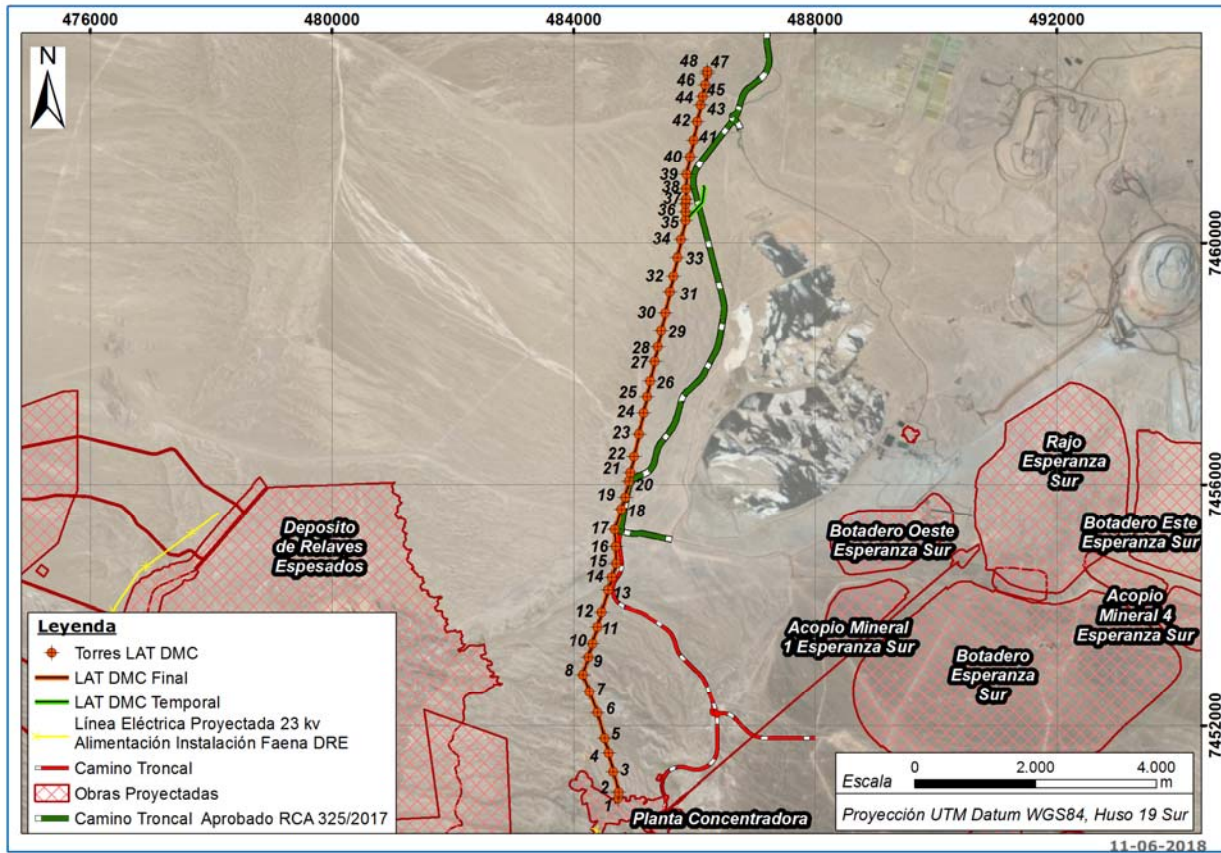 476000 480000 484000 488000 492000
N
48 47
46
45
44
43
42
41
40
39
38
37
36
35
34
33
32
31
30
29
28
27
26
25
24
23
22
21
20
19
18
17
16
15
14
13
12
11
10
9
8
7
6
5
4
3
2
1
7460000
7456000
7452000
Rajo
Esperanza
Sur
Botadero Oeste
Esperanza Sur
Botadero Este
Esperanza Sur
Deposito
de Relaves
Espesados
Acopio Mineral
1 Esperanza Sur
Acopio
Mineral 4
Esperanza Sur
Botadero
Esperanza
Sur
Planta Concentradora
Leyenda
Torres LAT DMC
LAT DMC Final
LAT DMC Temporal
Línea Eléctrica Proyectada 23 kv
Alimentación Instalación Faena DRE
Camino Troncal
Obras Proyectadas
Camino Troncal Aprobado RCA 325/2017
Escala 0 2.000 4.000
m
Proyección UTM Datum WGS84, Huso 19 Sur
11-06-2018